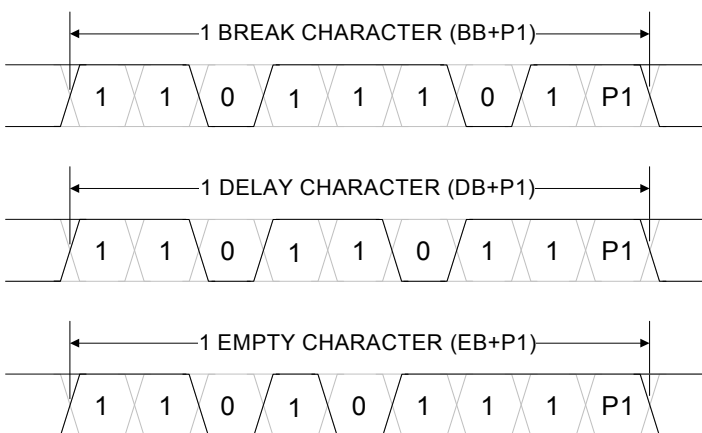 1 BREAK CHARACTER (BB+P1)
1 1 0 1 1 1 0 1 P1
1 DELAY CHARACTER (DB+P1)
1 1 0 1 1 0 1 1 P1
1 EMPTY CHARACTER (EB+P1)
1 1 0 1 0 1 1 1 P1